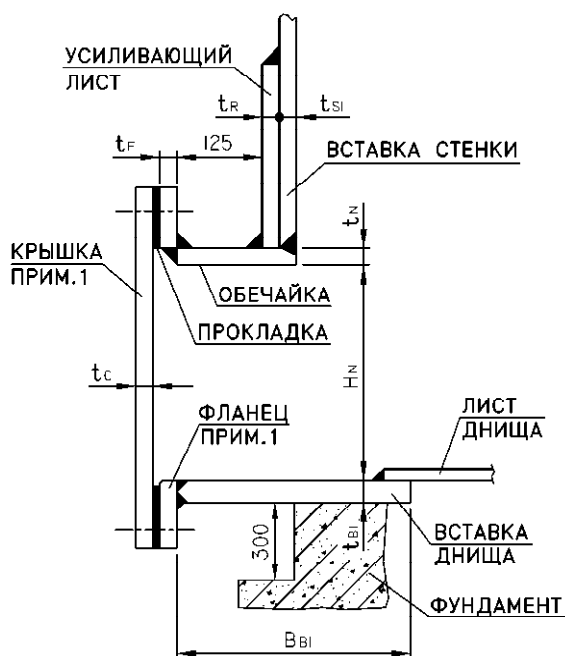 УСИЛИВАЮЩИЙ
ЛИСТ
tR
tSI
tF
125
ВСТАВКА СТЕНКИ
tN
КРЫШКА
ПРИМ.1
ОБЕЧАЙКА
ПРОКЛАДКА
tC
HN
ФЛАНЕЦ
ПРИМ.1
ЛИСТ
ДНИЩА
300
tBI
ВСТАВКА
ДНИЩА
ФУНДАМЕНТ
BBI